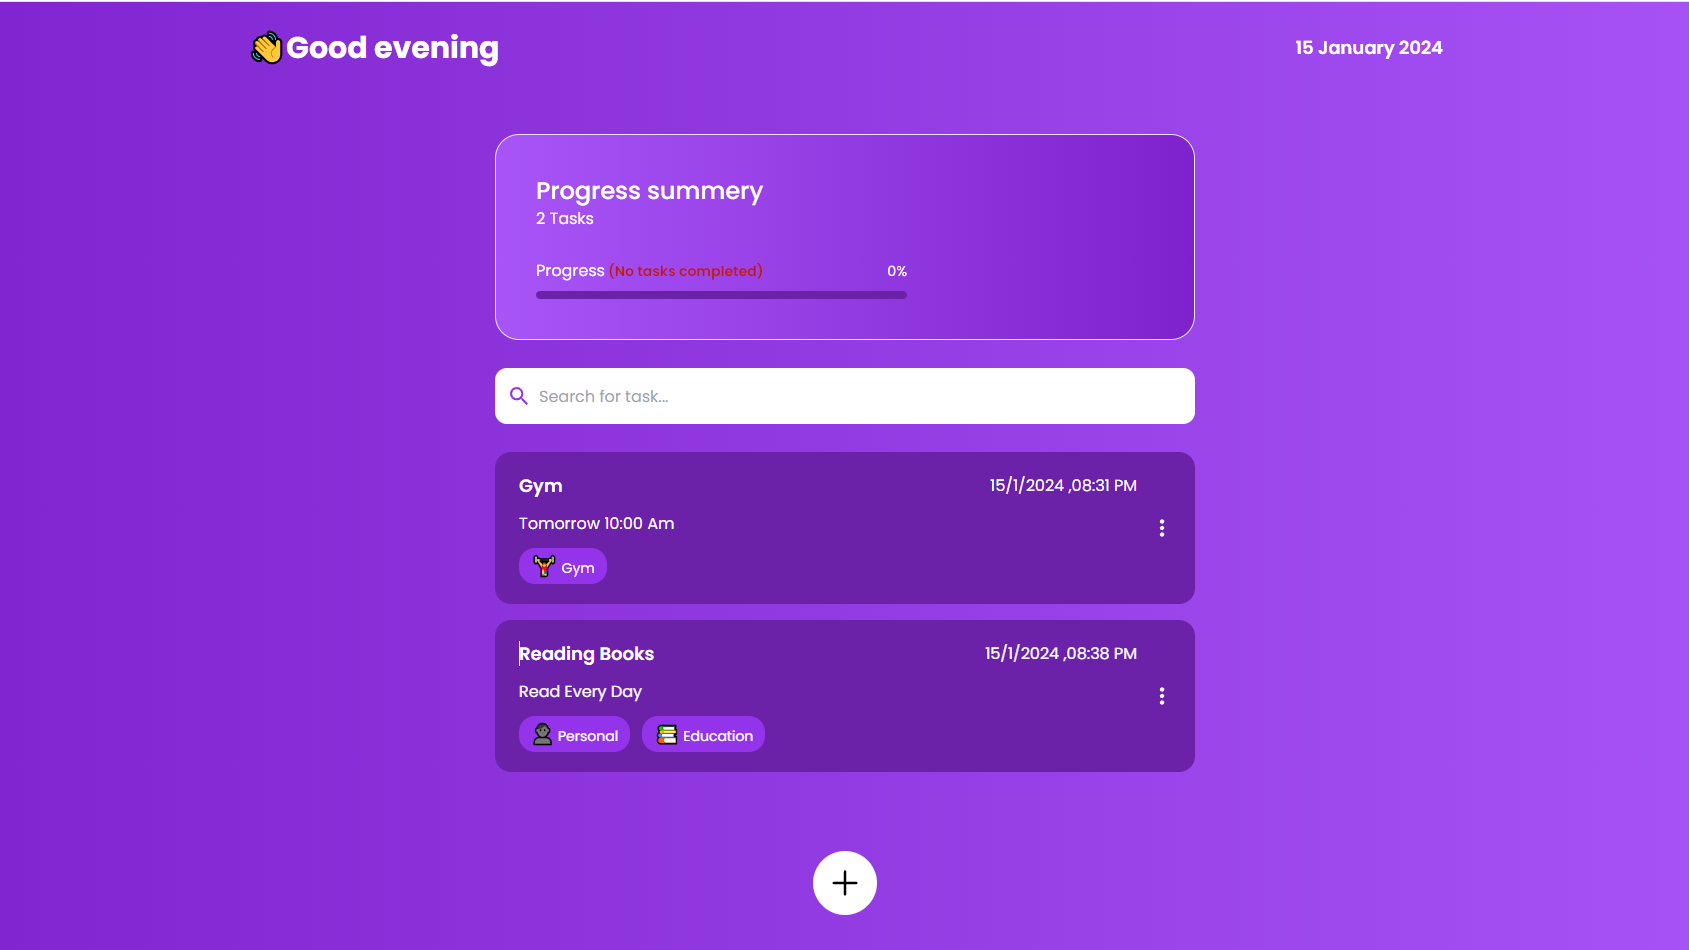 👋Good evening
15 January 2024
Progress summery
2 Tasks
Progress (No tasks completed) 0%
Search for task...
Gym
15/1/2024 ,08:31 PM
Tomorrow 10:00 Am
Gym
Reading Books
15/1/2024 ,08:38 PM
Read Every Day
Personal
Education